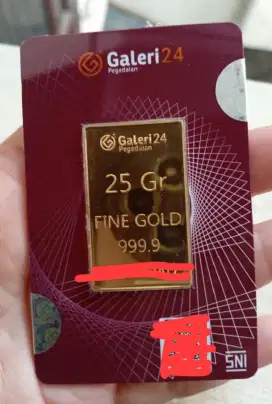 Galeri24
Pegadaian
Galeri24
Pegadaian
25 Gr
FINE GOLD
999.9
SNI